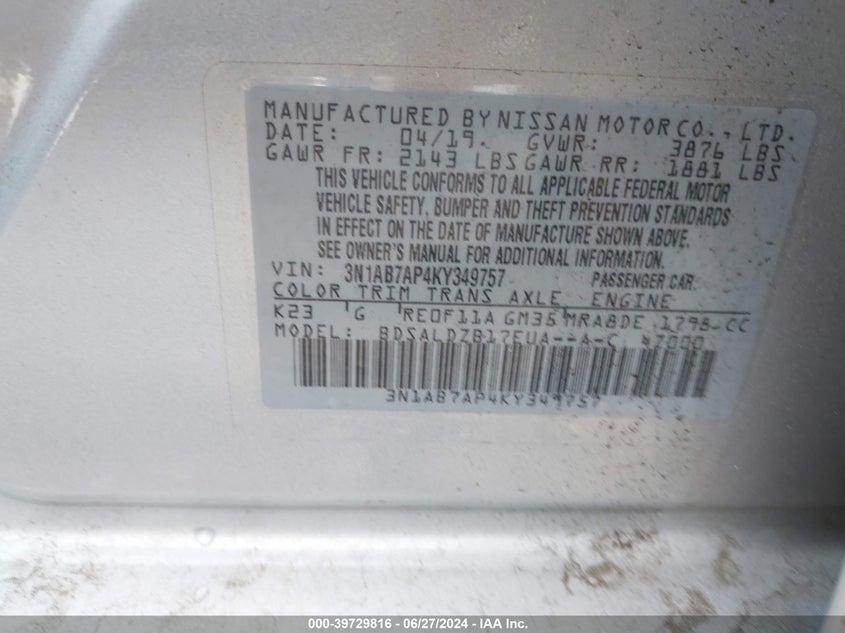 MANUFACTURED BY NISSAN MOTOR CO., LTD.
DATE: 04/19 GVWR: 3876 LBS
GAWR FR: 2143 LBS GAWR RR: 1881 LBS
THIS VEHICLE CONFORMS TO ALL APPLICABLE FEDERAL MOTOR
VEHICLE SAFETY, BUMPER AND THEFT PREVENTION STANDARDS
IN EFFECT ON THE DATE OF MANUFACTURE SHOWN ABOVE.
SEE OWNER'S MANUAL FOR ADDITIONAL INFORMATION.
VIN: 3N1AB7AP4KY349757 PASSENGER CAR
COLOR TRIM TRANS AXLE ENGINE
K23 G RE0F11A GM35 MRA8DE 1798 CC
MODEL: BDSALDZB17EUA--A-C 47000
3N1AB7AP4KY349757
000-39729816 - 06/27/2024 - IAA Inc.